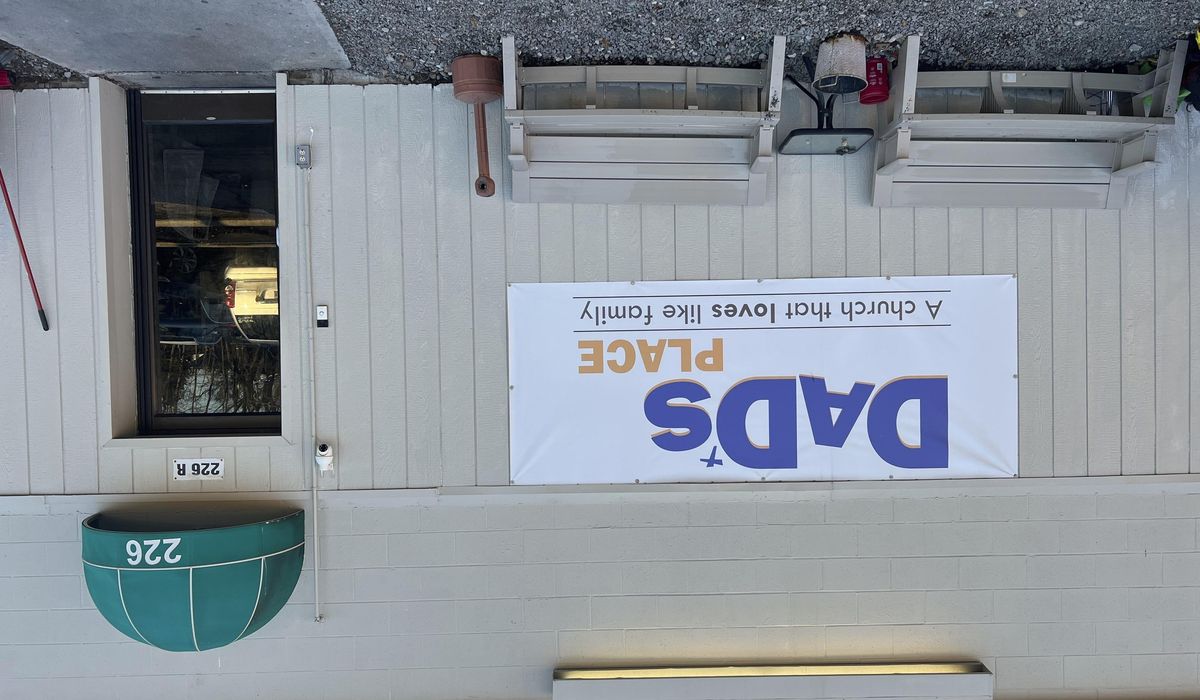 226
226 R
DAD'S
PLACE
A church that loves like family